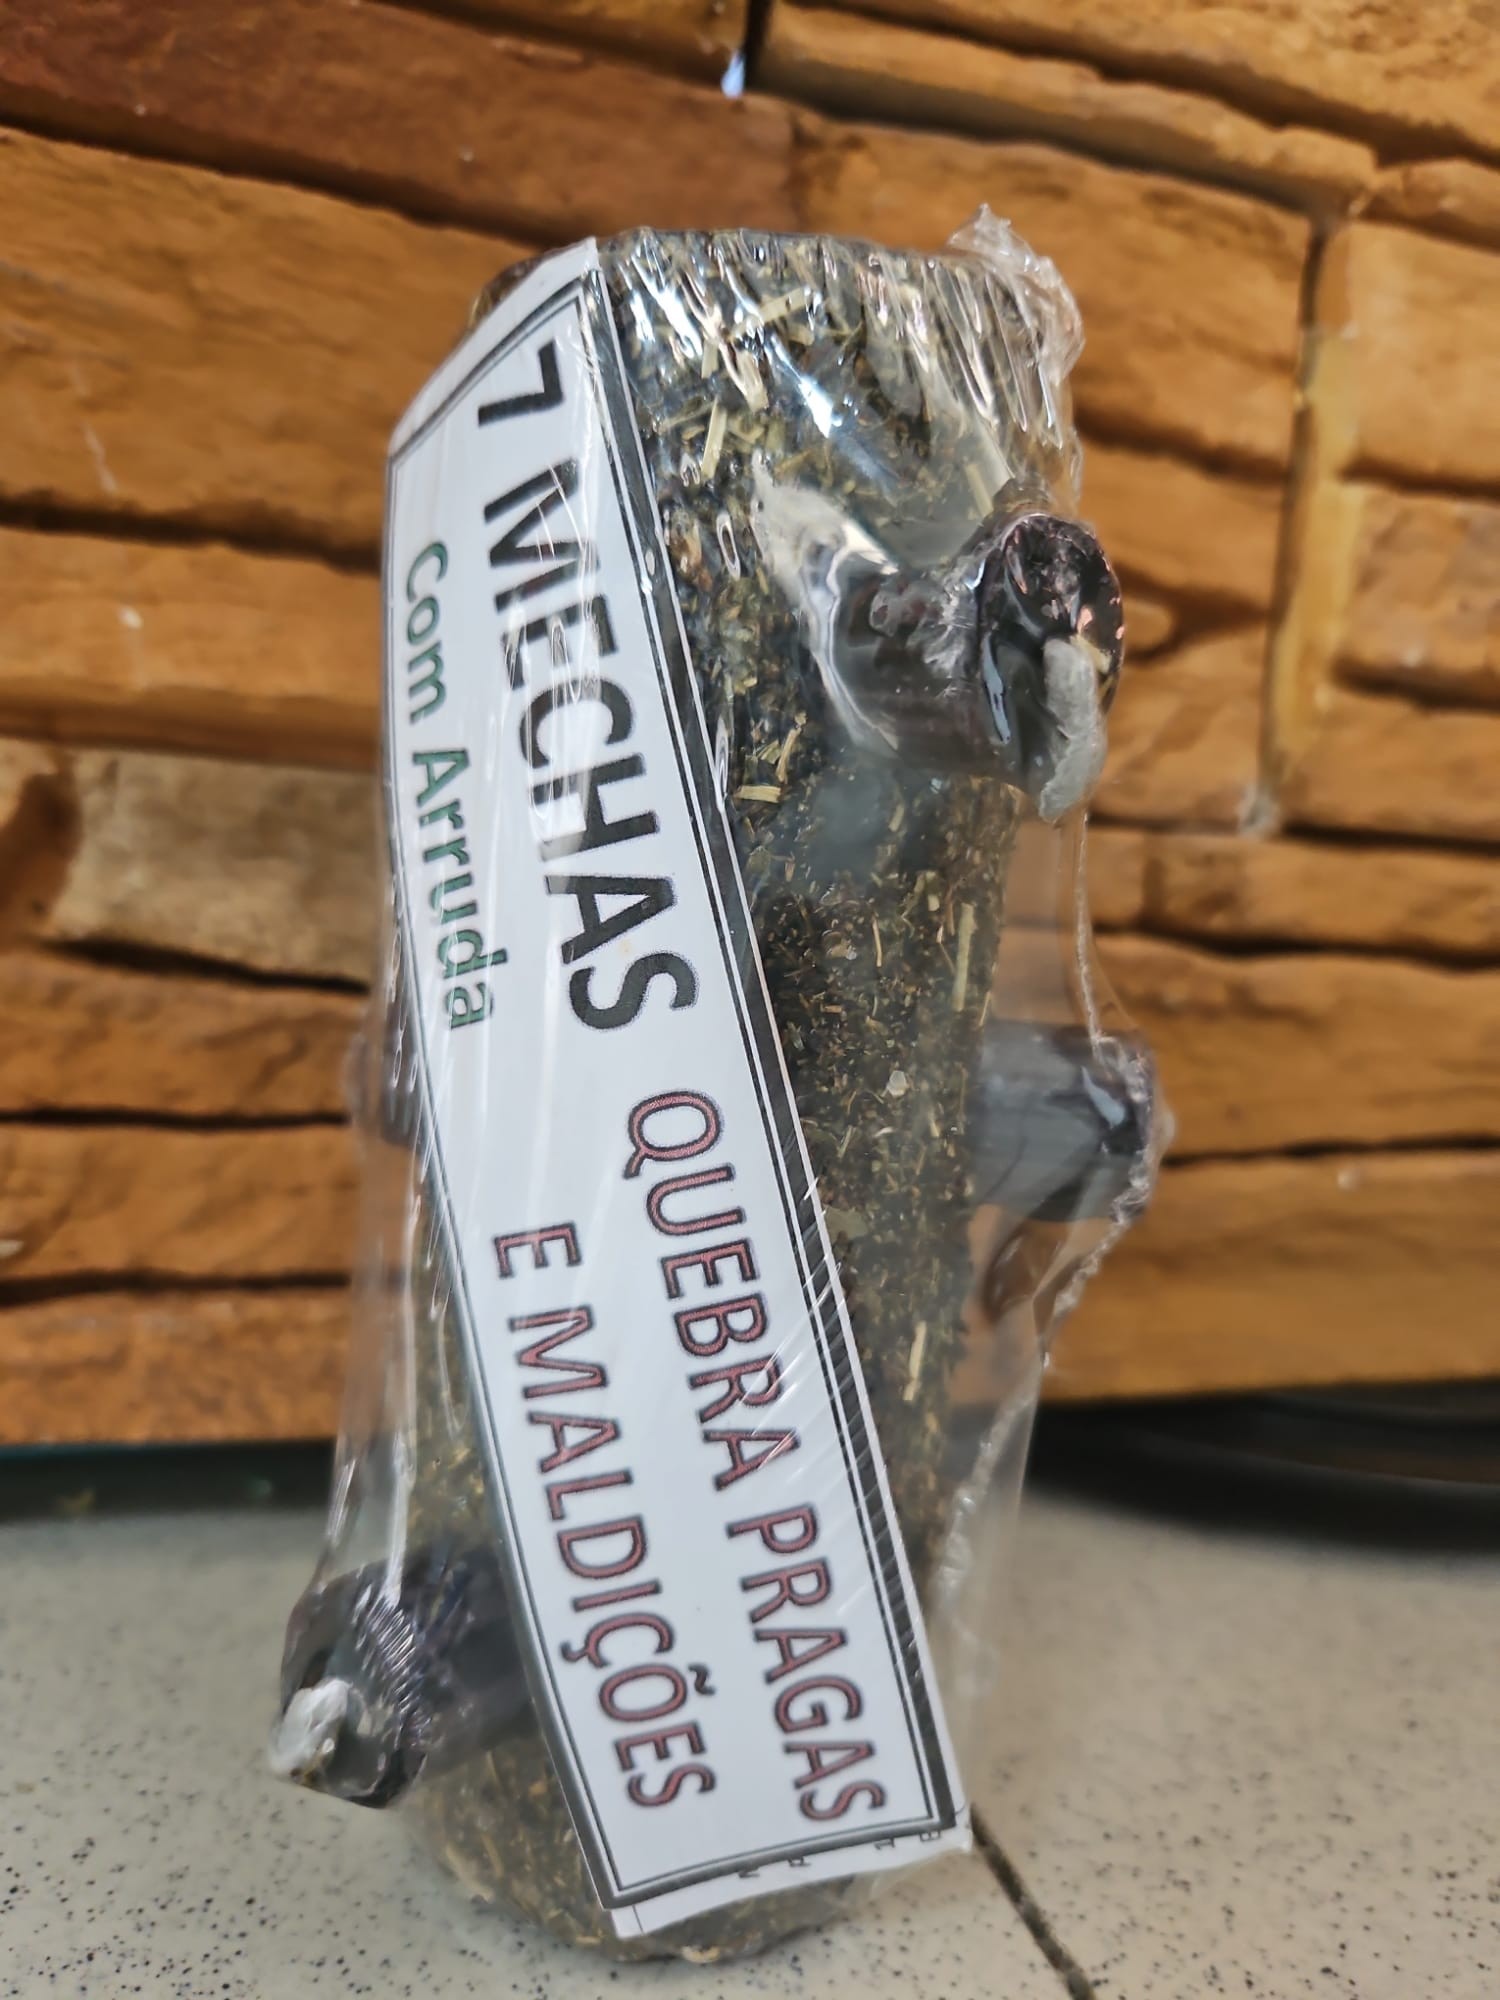 7 MECHAS
Com Arruda
QUEBRA PRAGAS
E MALDIÇÕES